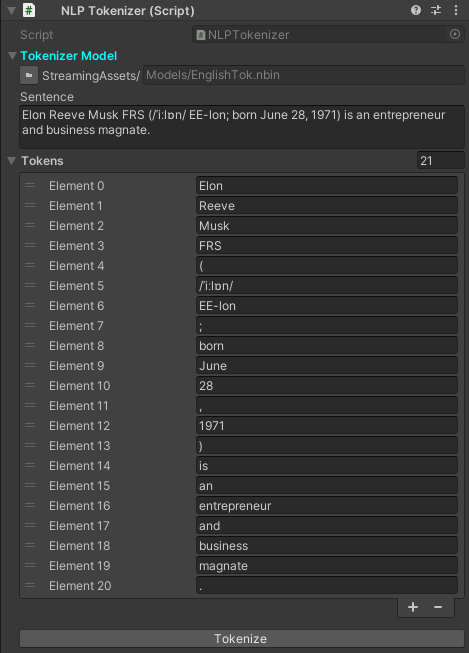 # NLP Tokenizer (Script)
Script # NLPTokenizer
Tokenizer Model
StreamingAssets/ Models/EnglishTok.nbin
Sentence
Elon Reeve Musk FRS (/ˈiːlɒn/ EE-lon; born June 28, 1971) is an entrepreneur
and business magnate.
Tokens 21
Element 0 Elon
Element 1 Reeve
Element 2 Musk
Element 3 FRS
Element 4 (
Element 5 /ˈiːlɒn/
Element 6 EE-lon
Element 7 ;
Element 8 born
Element 9 June
Element 10 28
Element 11 ,
Element 12 1971
Element 13 )
Element 14 is
Element 15 an
Element 16 entrepreneur
Element 17 and
Element 18 business
Element 19 magnate
Element 20 .
+ −
Tokenize